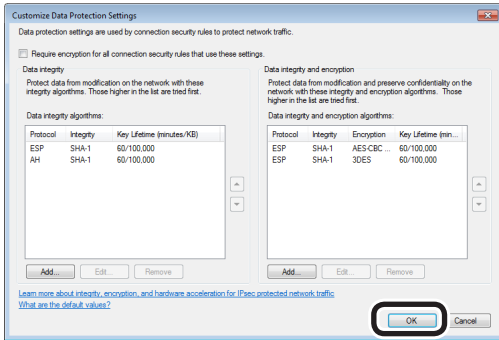 Customize Data Protection Settings
Data protection settings are used by connection security rules to protect network traffic.
Require encryption for all connection security rules that use these settings.
Data integrity
Protect data from modification on the network with these
integrity algorithms. Those higher in the list are tried first.
Data integrity algorithms:
Protocol Integrity Key Lifetime (minutes/KB)
ESP SHA-1 60/100,000
AH SHA-1 60/100,000
Add... Edit... Remove
Data integrity and encryption
Protect data from modification and preserve confidentiality on the
network with these integrity and encryption algorithms. Those
higher in the list are tried first.
Data integrity and encryption algorithms:
Protocol Integrity Encryption Key Lifetime (min...
ESP SHA-1 AES-CBC ... 60/100,000
ESP SHA-1 3DES 60/100,000
Add... Edit... Remove
Learn more about integrity, encryption, and hardware acceleration for IPsec protected network traffic
What are the default values?
OK Cancel